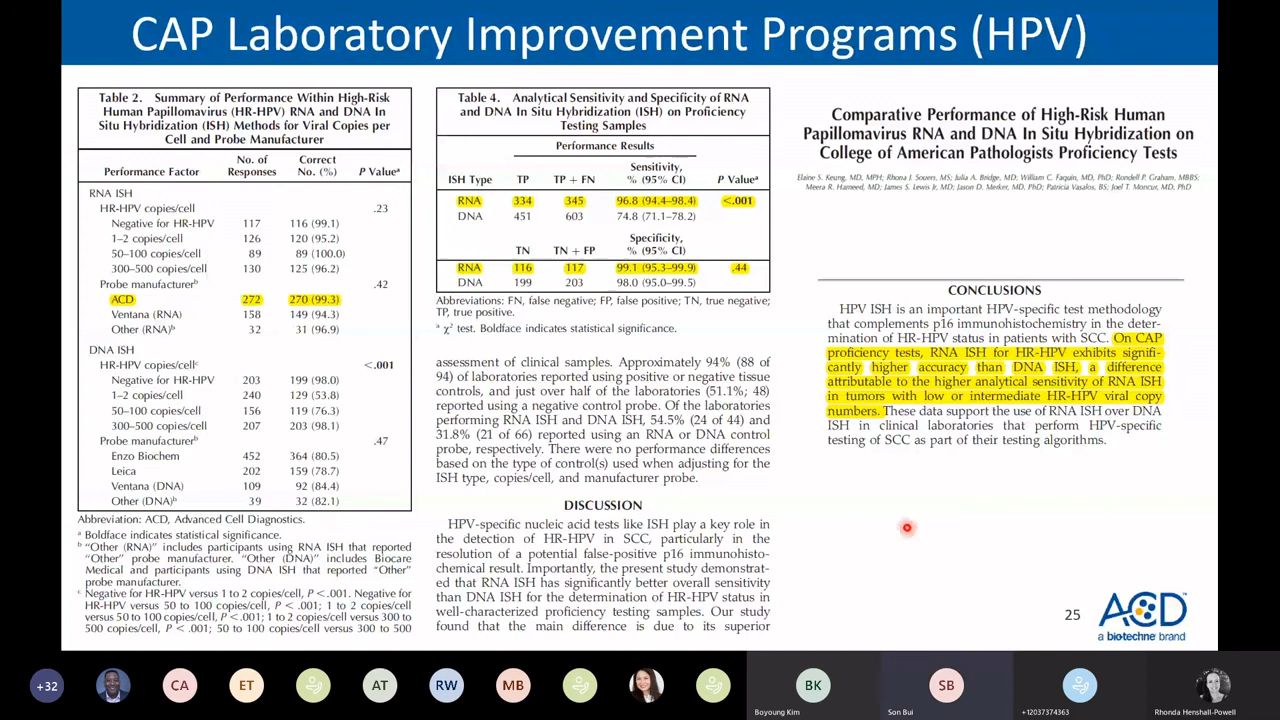 CAP Laboratory Improvement Programs (HPV)
Table 2. Summary of Performance Within High-Risk
Human Papillomavirus (HR-HPV) RNA and DNA In
Situ Hybridization (ISH) Methods for Viral Copies per
Cell and Probe Manufacturer
Performance Factor No. of Responses Correct No. (%) P Valueᵃ
RNA ISH
HR-HPV copies/cell .23
Negative for HR-HPV 117 116 (99.1)
1–2 copies/cell 126 120 (95.2)
50–100 copies/cell 89 89 (100.0)
300–500 copies/cell 130 125 (96.2)
Probe manufacturerᵇ .42
ACD 272 270 (99.3)
Ventana (RNA) 158 149 (94.3)
Other (RNA)ᵇ 32 31 (96.9)
DNA ISH
HR-HPV copies/cellᶜ <.001
Negative for HR-HPV 203 199 (98.0)
1–2 copies/cell 240 129 (53.8)
50–100 copies/cell 156 119 (76.3)
300–500 copies/cell 207 203 (98.1)
Probe manufacturerᵇ .47
Enzo Biochem 452 364 (80.5)
Leica 202 159 (78.7)
Ventana (DNA) 109 92 (84.4)
Other (DNA)ᵇ 39 32 (82.1)
Abbreviation: ACD, Advanced Cell Diagnostics.
ᵃ Boldface indicates statistical significance.
ᵇ "Other (RNA)" includes participants using RNA ISH that reported
"Other" probe manufacturer. "Other (DNA)" includes Biocare
Medical and participants using DNA ISH that reported "Other"
probe manufacturer.
ᶜ Negative for HR-HPV versus 1 to 2 copies/cell, P < .001. Negative for
HR-HPV versus 50 to 100 copies/cell, P < .001; 1 to 2 copies/cell
versus 50 to 100 copies/cell, P < .001; 1 to 2 copies/cell versus 300 to
500 copies/cell, P < .001; 50 to 100 copies/cell versus 300 to 500
Table 4. Analytical Sensitivity and Specificity of RNA
and DNA In Situ Hybridization (ISH) on Proficiency
Testing Samples
Performance Results
ISH Type TP TP + FN Sensitivity, % (95% CI) P Valueᵃ
RNA 334 345 96.8 (94.4–98.4) <.001
DNA 451 603 74.8 (71.1–78.2)
TN TN + FP Specificity, % (95% CI)
RNA 116 117 99.1 (95.3–99.9) .44
DNA 199 203 98.0 (95.0–99.5)
Abbreviations: FN, false negative; FP, false positive; TN, true negative;
TP, true positive.
ᵃ χ² test. Boldface indicates statistical significance.
assessment of clinical samples. Approximately 94% (88 of
94) of laboratories reported using positive or negative tissue
controls, and just over half of the laboratories (51.1%; 48)
reported using a negative control probe. Of the laboratories
performing RNA ISH and DNA ISH, 54.5% (24 of 44) and
31.8% (21 of 66) reported using an RNA or DNA control
probe, respectively. There were no performance differences
based on the type of control(s) used when adjusting for the
ISH type, copies/cell, and manufacturer probe.
DISCUSSION
HPV-specific nucleic acid tests like ISH play a key role in
the detection of HR-HPV in SCC, particularly in the
resolution of a potential false-positive p16 immunohisto-
chemical result. Importantly, the present study demonstrat-
ed that RNA ISH has significantly better overall sensitivity
than DNA ISH for the determination of HR-HPV status in
well-characterized proficiency testing samples. Our study
found that the main difference is due to its superior
Comparative Performance of High-Risk Human
Papillomavirus RNA and DNA In Situ Hybridization on
College of American Pathologists Proficiency Tests
Elaine S. Keung, MD, MPH; Rhona J. Souers, MS; Julia A. Bridge, MD; William C. Faquin, MD, PhD; Rondell P. Graham, MBBS;
Meera R. Hameed, MD; James S. Lewis Jr, MD; Jason D. Merker, MD, PhD; Patricia Vasalos, BS; Joel T. Moncur, MD, PhD
CONCLUSIONS
HPV ISH is an important HPV-specific test methodology
that complements p16 immunohistochemistry in the deter-
mination of HR-HPV status in patients with SCC. On CAP
proficiency tests, RNA ISH for HR-HPV exhibits signifi-
cantly higher accuracy than DNA ISH, a difference
attributable to the higher analytical sensitivity of RNA ISH
in tumors with low or intermediate HR-HPV viral copy
numbers. These data support the use of RNA ISH over DNA
ISH in clinical laboratories that perform HPV-specific
testing of SCC as part of their testing algorithms.
25
ACD™
a biotechne brand
+32 CA ET AT RW MB BK SB
Boyoung Kim Son Bui +12037374363 Rhonda Henshall-Powell